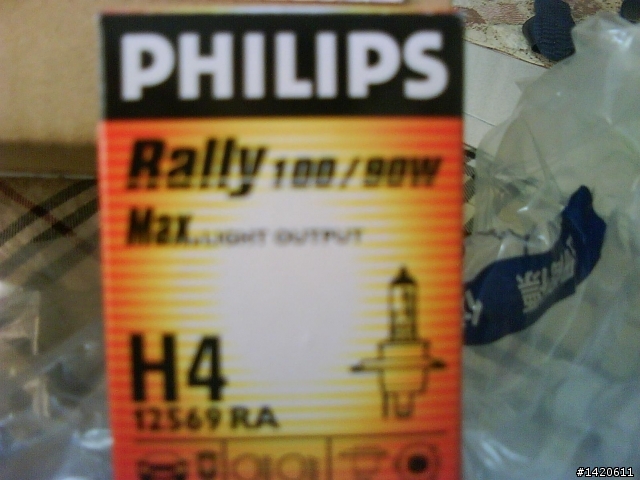 PHILIPS
Rally 100/90W
Max. LIGHT OUTPUT
H4
12569 RA
#1420611